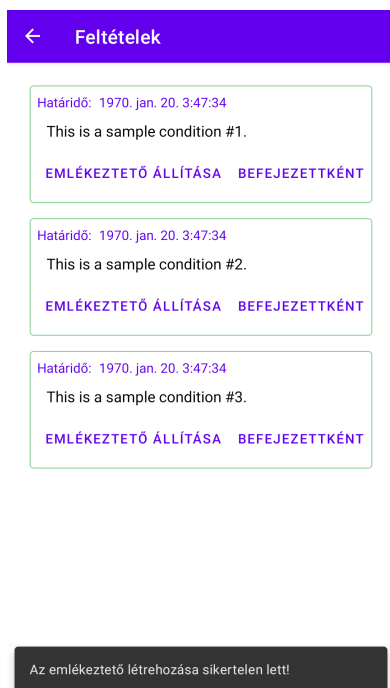 Feltételek
Határidő: 1970. jan. 20. 3:47:34
This is a sample condition #1.
EMLÉKEZTETŐ ÁLLÍTÁSA BEFEJEZETTKÉNT
Határidő: 1970. jan. 20. 3:47:34
This is a sample condition #2.
EMLÉKEZTETŐ ÁLLÍTÁSA BEFEJEZETTKÉNT
Határidő: 1970. jan. 20. 3:47:34
This is a sample condition #3.
EMLÉKEZTETŐ ÁLLÍTÁSA BEFEJEZETTKÉNT
Az emlékeztető létrehozása sikertelen lett!